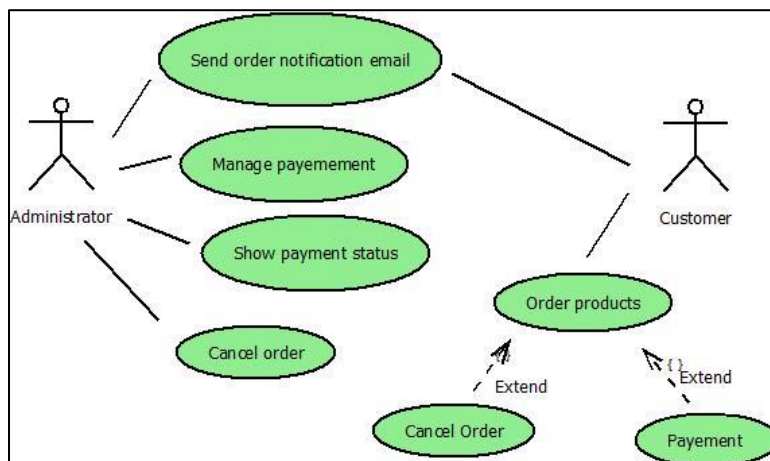 Send order notification email
Manage payemement
Administrator
Customer
Show payment status
Order products
Cancel order
{ }
Extend
Extend
Cancel Order
Payement